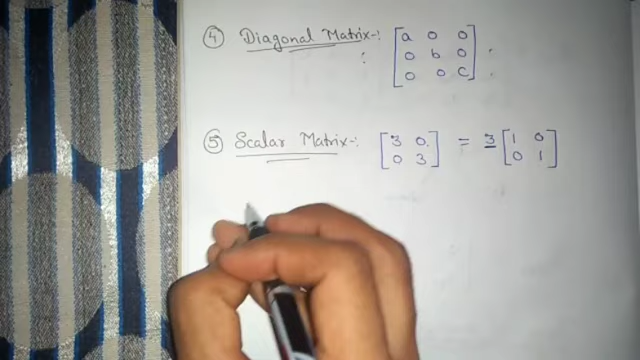 ④ Diagonal Matrix-: [a 0 0
0 b 0
0 0 c]
⑤ Scalar Matrix-: [3 0 = 3 [1 0
0 3] 0 1]